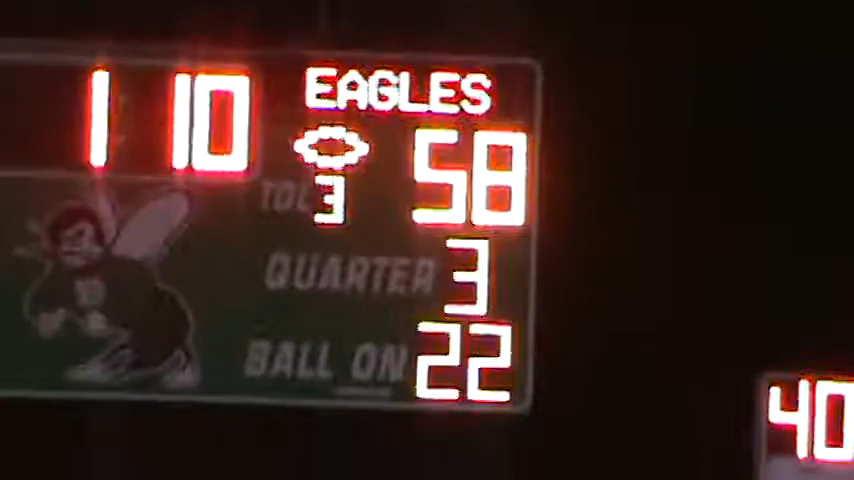 1 10 EAGLES
58
TOL 3
QUARTER 3
BALL ON 22
40